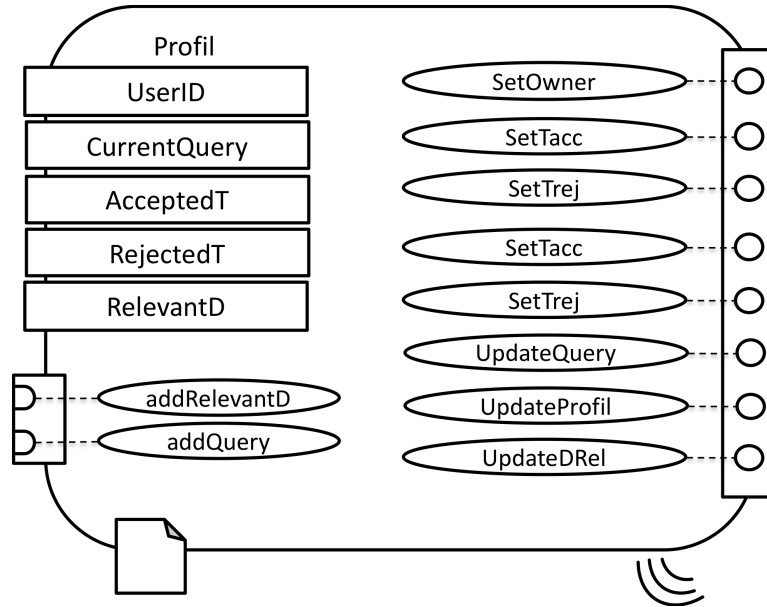 Profil
UserID
CurrentQuery
AcceptedT
RejectedT
RelevantD
addRelevantD
addQuery
SetOwner
SetTacc
SetTrej
SetTacc
SetTrej
UpdateQuery
UpdateProfil
UpdateDRel